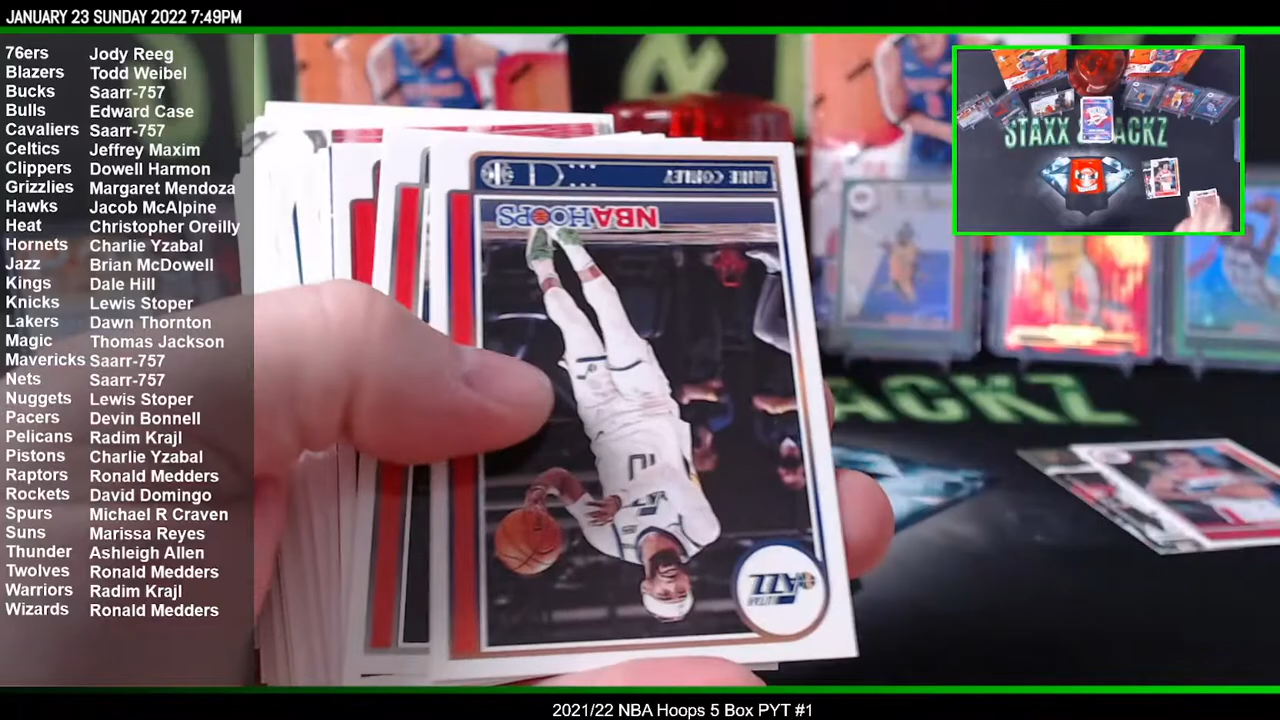 JANUARY 23 SUNDAY 2022 7:49PM
76ers Jody Reeg
Blazers Todd Weibel
Bucks Saarr-757
Bulls Edward Case
Cavaliers Saarr-757
Celtics Jeffrey Maxim
Clippers Dowell Harmon
Grizzlies Margaret Mendoza
Hawks Jacob McAlpine
Heat Christopher Oreilly
Hornets Charlie Yzabal
Jazz Brian McDowell
Kings Dale Hill
Knicks Lewis Stoper
Lakers Dawn Thornton
Magic Thomas Jackson
Mavericks Saarr-757
Nets Saarr-757
Nuggets Lewis Stoper
Pacers Devin Bonnell
Pelicans Radim Krajl
Pistons Charlie Yzabal
Raptors Ronald Medders
Rockets David Domingo
Spurs Michael R Craven
Suns Marissa Reyes
Thunder Ashleigh Allen
Twolves Ronald Medders
Warriors Radim Krajl
Wizards Ronald Medders
MIKE CONLEY
NBA HOOPS
10
UTAH JAZZ
ACKZ
2021/22 NBA Hoops 5 Box PYT #1